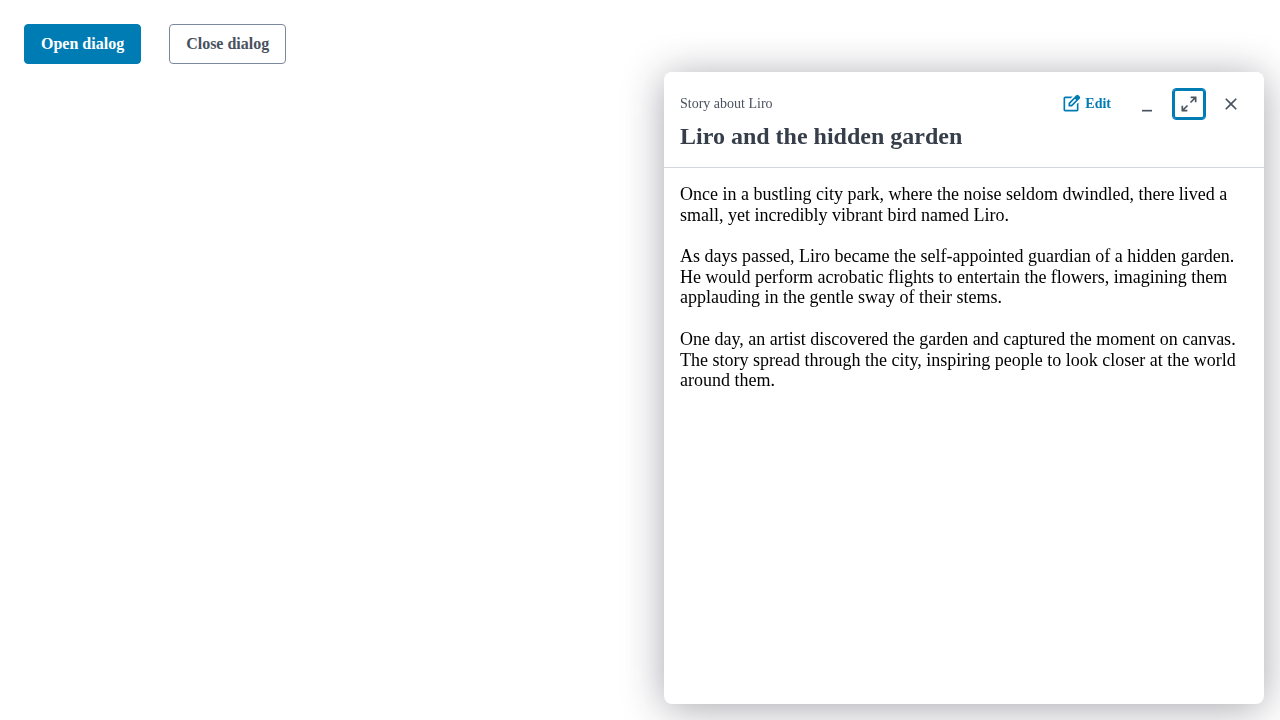 Open dialog
Close dialog
Story about Liro
Edit
Liro and the hidden garden
Once in a bustling city park, where the noise seldom dwindled, there lived a
small, yet incredibly vibrant bird named Liro.
As days passed, Liro became the self-appointed guardian of a hidden garden.
He would perform acrobatic flights to entertain the flowers, imagining them
applauding in the gentle sway of their stems.
One day, an artist discovered the garden and captured the moment on canvas.
The story spread through the city, inspiring people to look closer at the world
around them.